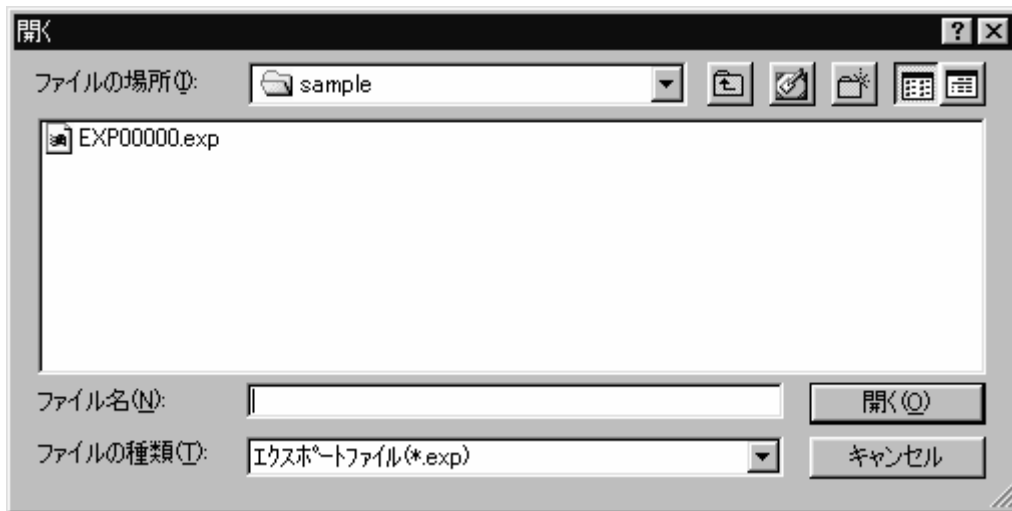 開く
ファイルの場所(I):
sample
EXP00000.exp
ファイル名(N):
開く(O)
ファイルの種類(T):
エクスポートファイル(*.exp)
キャンセル